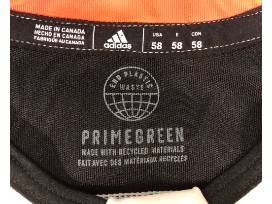 MADE IN CANADA
HECHO EN CANADA
FABRIQUÉ AU CANADA
adidas
USA E CDN
58 58 58
END PLASTIC
WASTE
PRIMEGREEN
MADE WITH RECYCLED MATERIALS
FAIT AVEC DES MATÉRIAUX RECYCLÉS